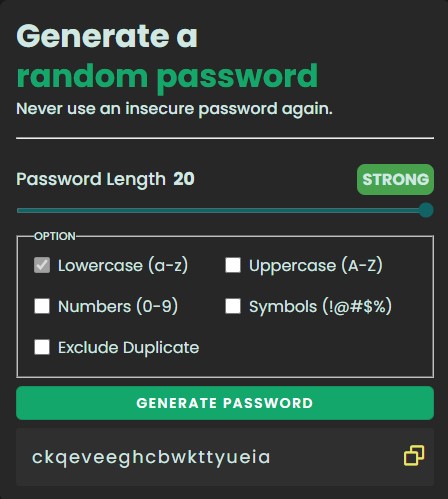 Generate a
random password
Never use an insecure password again.
Password Length 20
STRONG
OPTION
Lowercase (a-z)
Uppercase (A-Z)
Numbers (0-9)
Symbols (!@#$%)
Exclude Duplicate
GENERATE PASSWORD
ckqeveeghcbwkttyueia